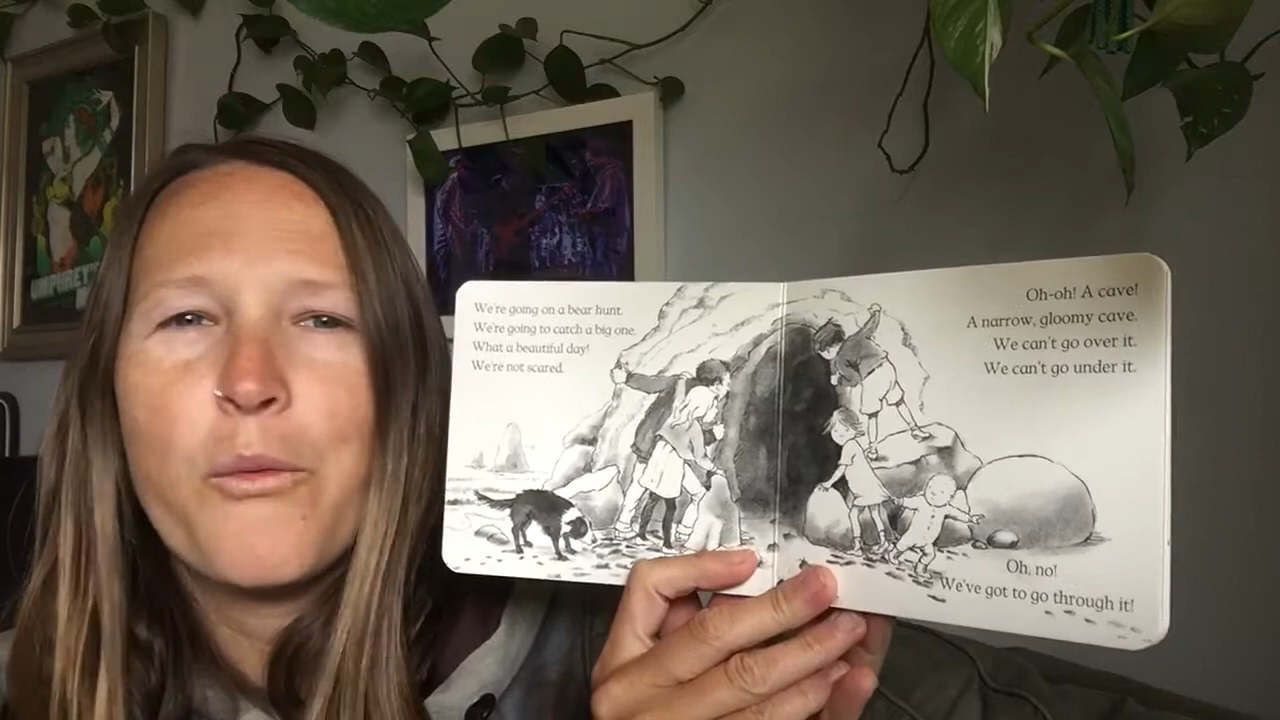 UMPHREY'S
We're going on a bear hunt.
We're going to catch a big one.
What a beautiful day!
We're not scared.
Oh-oh! A cave!
A narrow, gloomy cave.
We can't go over it.
We can't go under it.
Oh, no!
We've got to go through it!